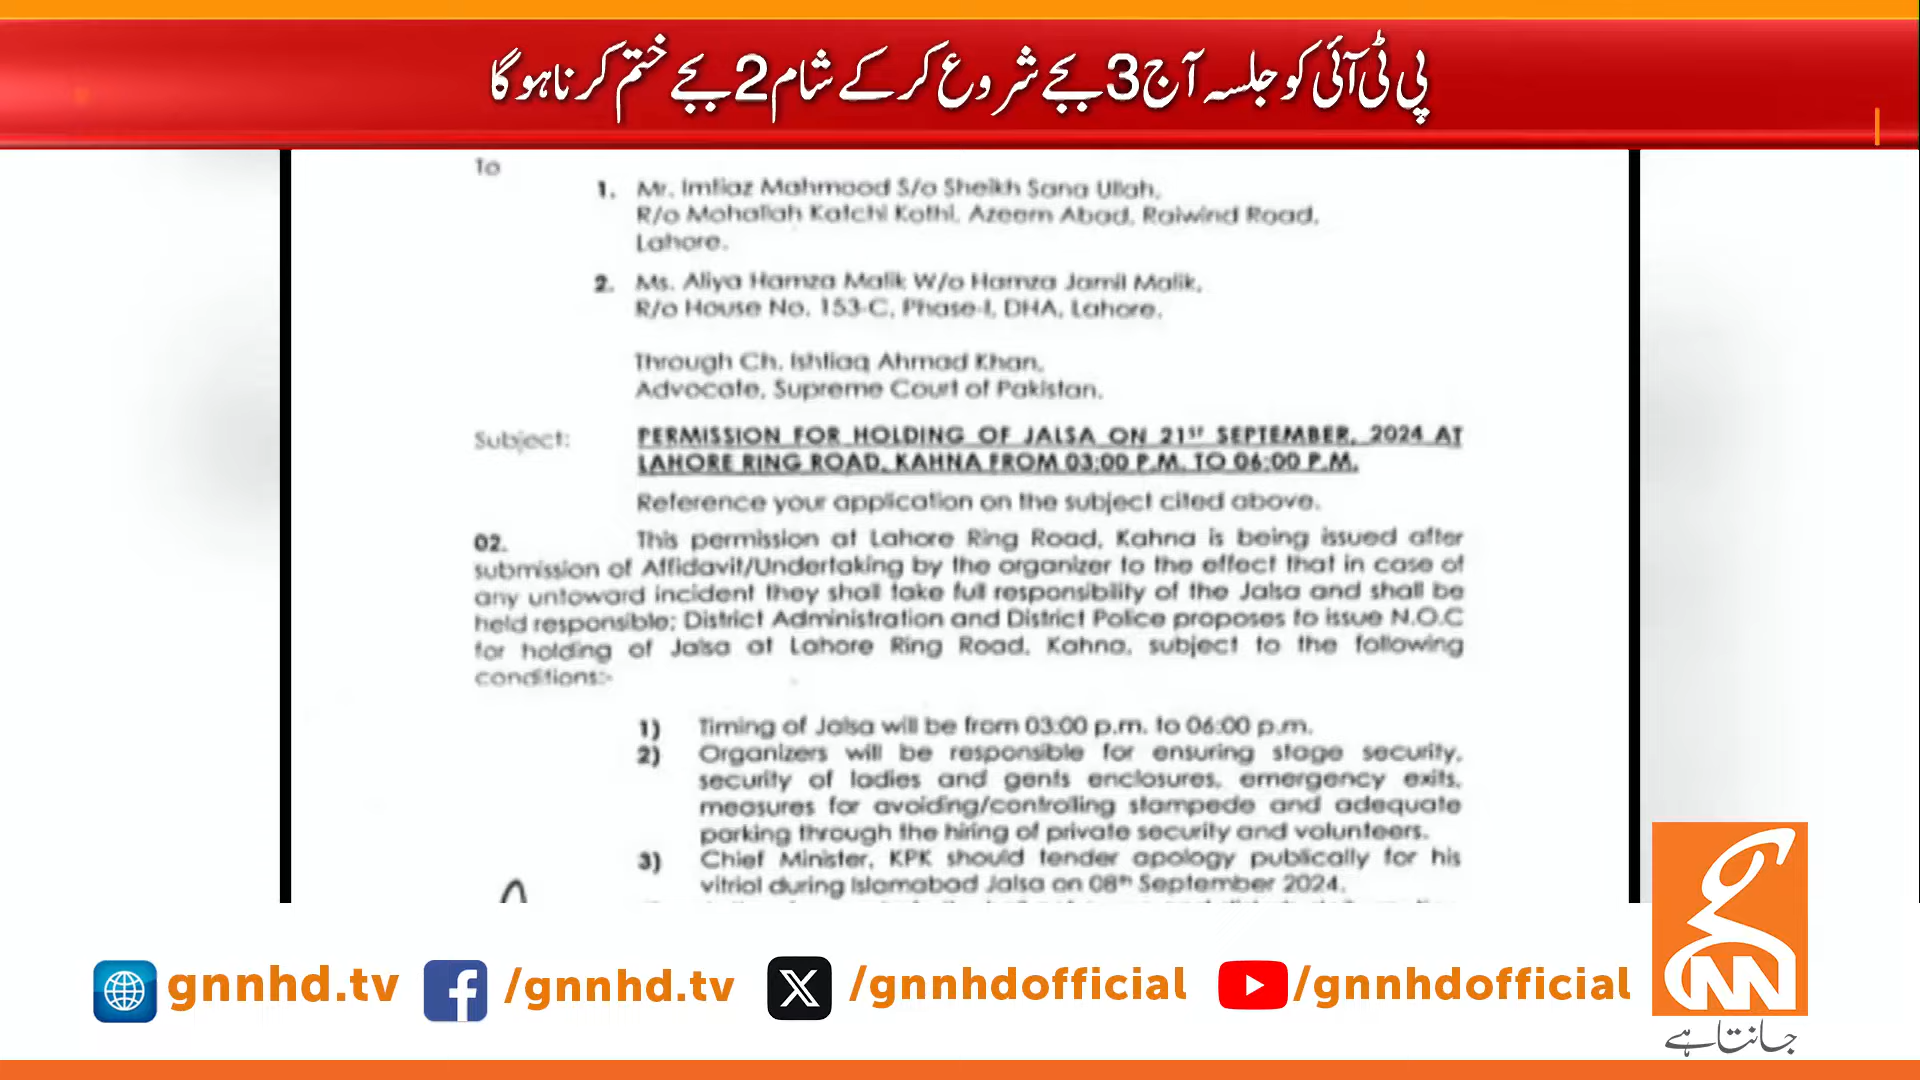 پی ٹی آئی کو جلسہ آج 3 بجے شروع کر کے شام 2 بجے ختم کرنا ہو گا
To
1. Mr. Imtiaz Mahmood S/o Sheikh Sana Ullah,
R/o Mohallah Katchi Kothi, Azeem Abad, Raiwind Road,
Lahore.
2. Ms. Aliya Hamza Malik W/o Hamza Jamil Malik,
R/o House No. 153-C, Phase-I, DHA, Lahore.
Through Ch. Ishtiaq Ahmad Khan,
Advocate, Supreme Court of Pakistan.
Subject: PERMISSION FOR HOLDING OF JALSA ON 21ST SEPTEMBER, 2024 AT
LAHORE RING ROAD, KAHNA FROM 03:00 P.M. TO 06:00 P.M.
Reference your application on the subject cited above.
02. This permission at Lahore Ring Road, Kahna is being issued after
submission of Affidavit/Undertaking by the organizer to the effect that in case of
any untoward incident they shall take full responsibility of the Jalsa and shall be
held responsible; District Administration and District Police proposes to issue N.O.C
for holding of Jalsa at Lahore Ring Road, Kahna, subject to the following
conditions:-
1) Timing of Jalsa will be from 03:00 p.m. to 06:00 p.m.
2) Organizers will be responsible for ensuring stage security,
security of ladies and gents enclosures, emergency exits,
measures for avoiding/controlling stampede and adequate
parking through the hiring of private security and volunteers.
3) Chief Minister, KPK should tender apology publically for his
vitriol during Islamabad Jalsa on 08th September 2024.
gnnhd.tv /gnnhd.tv /gnnhdofficial /gnnhdofficial
GNN
جانتا ہے